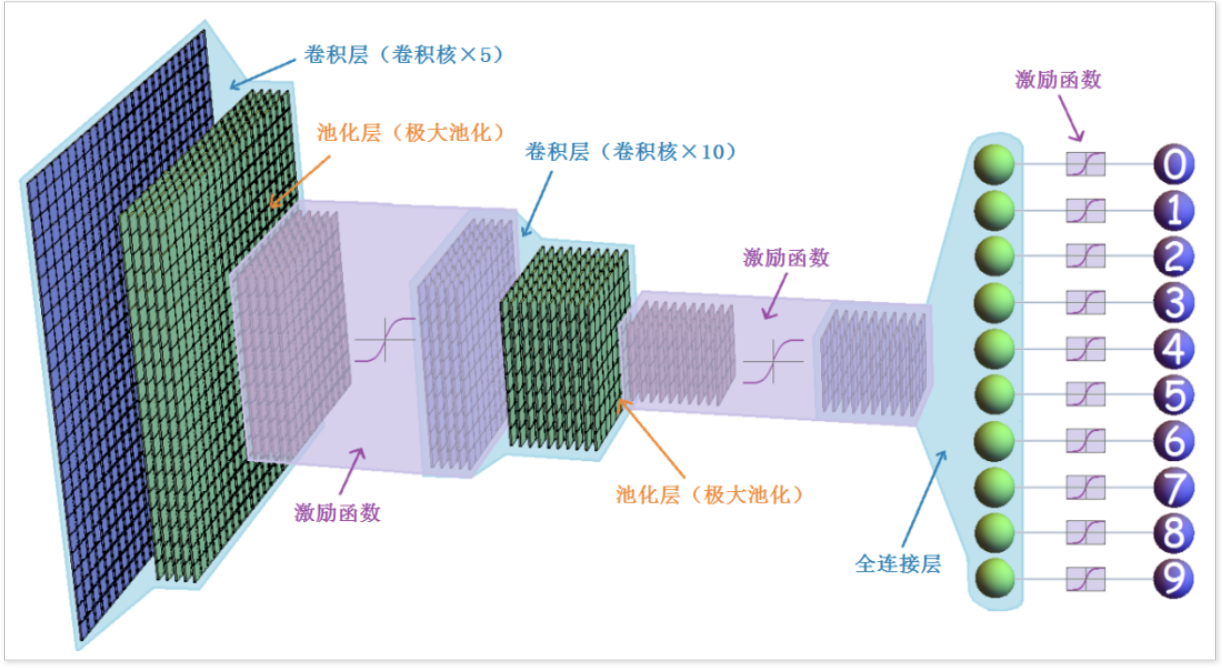 卷积层（卷积核×5）
池化层（极大池化）
卷积层（卷积核×10）
激励函数
激励函数
激励函数
池化层（极大池化）
全连接层
0
1
2
3
4
5
6
7
8
9